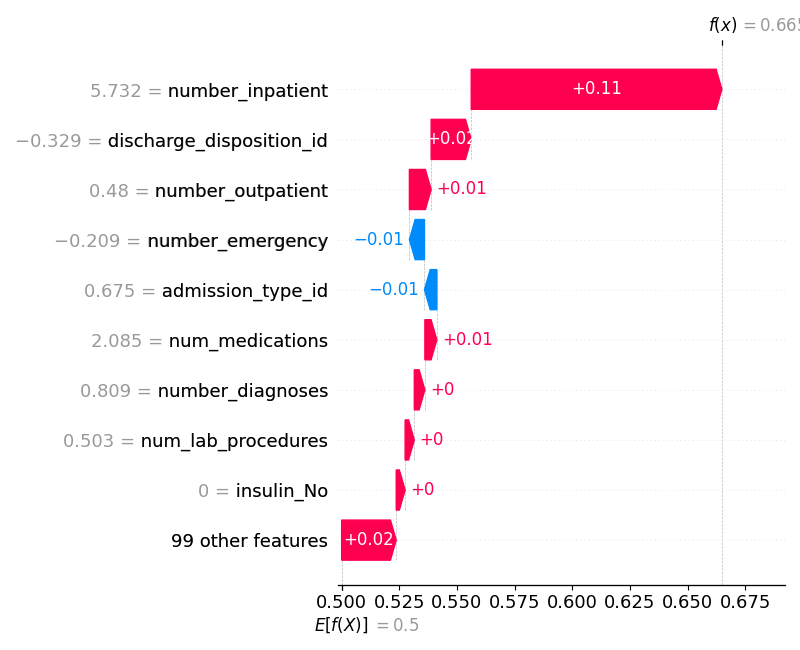 f(x) = 0.665
5.732 = number_inpatient +0.11
−0.329 = discharge_disposition_id +0.02
0.48 = number_outpatient +0.01
−0.209 = number_emergency −0.01
0.675 = admission_type_id −0.01
2.085 = num_medications +0.01
0.809 = number_diagnoses +0
0.503 = num_lab_procedures +0
0 = insulin_No +0
99 other features +0.02
0.500 0.525 0.550 0.575 0.600 0.625 0.650 0.675
E[f(X)] = 0.5